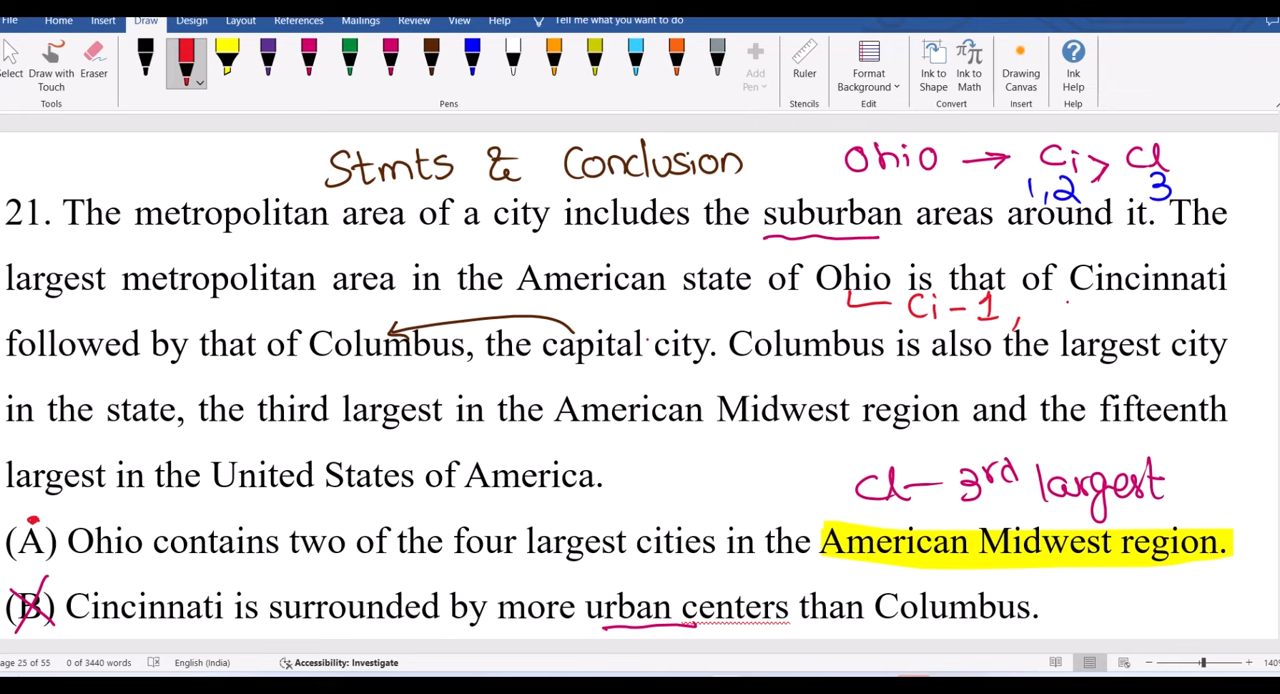 File Home Insert Draw Design Layout References Mailings Review View Help Tell me what you want to do
Select Draw with Touch Eraser Add Pen Ruler Format Background Ink to Shape Ink to Math Drawing Canvas Ink Help
Tools Pens Stencils Edit Convert Insert Help
Stmts & Conclusion Ohio → Ci > Cl
1,2 3
21. The metropolitan area of a city includes the suburban areas around it. The
largest metropolitan area in the American state of Ohio is that of Cincinnati
Ci - 1,
followed by that of Columbus, the capital city. Columbus is also the largest city
in the state, the third largest in the American Midwest region and the fifteenth
largest in the United States of America.
Cl - 3rd largest
(A) Ohio contains two of the four largest cities in the American Midwest region.
(B) Cincinnati is surrounded by more urban centers than Columbus.
Page 25 of 55 0 of 3440 words English (India) Accessibility: Investigate 140%